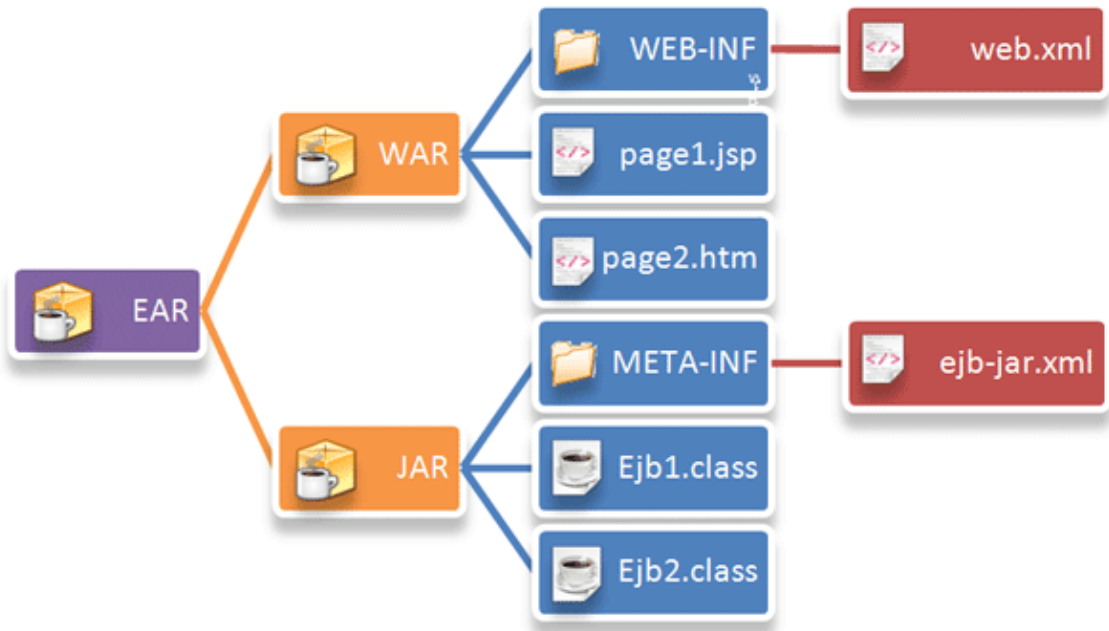 WEB-INF
web.xml
WAR
page1.jsp
page2.htm
EAR
META-INF
ejb-jar.xml
JAR
Ejb1.class
Ejb2.class